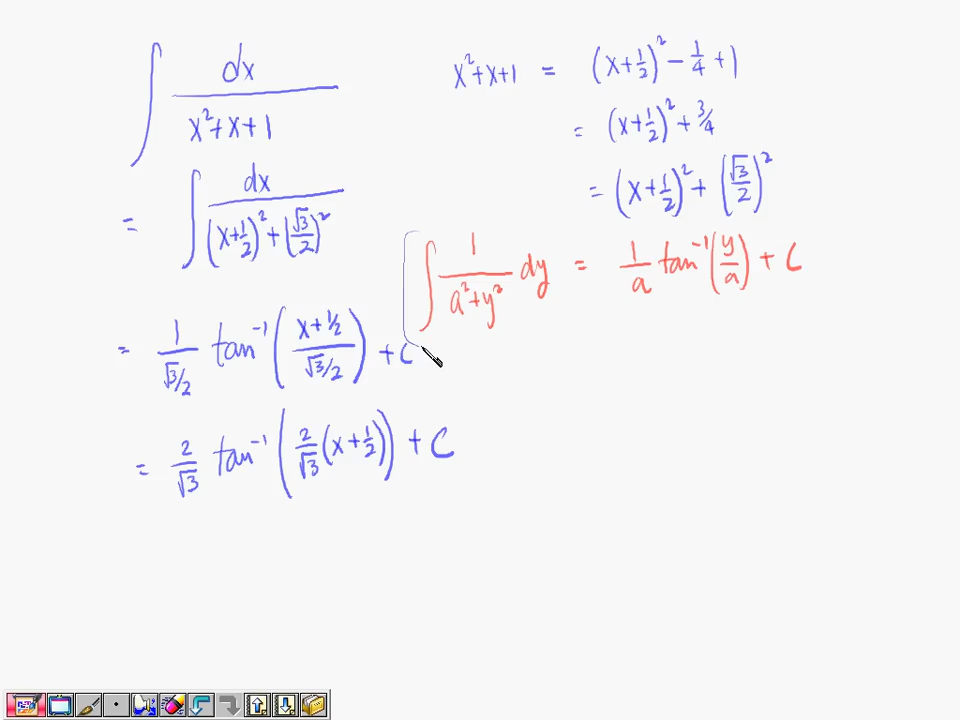 ∫ dx / (x²+x+1)
x²+x+1 = (x+1/2)² − 1/4 + 1
= (x+1/2)² + 3/4
= (x+1/2)² + (√3/2)²
= ∫ dx / ((x+1/2)² + (√3/2)²)
∫ 1/(a²+y²) dy = 1/a tan⁻¹(y/a) + C
= 1/(√3/2) tan⁻¹((x+1/2)/(√3/2)) + C
= 2/√3 tan⁻¹(2/√3 (x+1/2)) + C